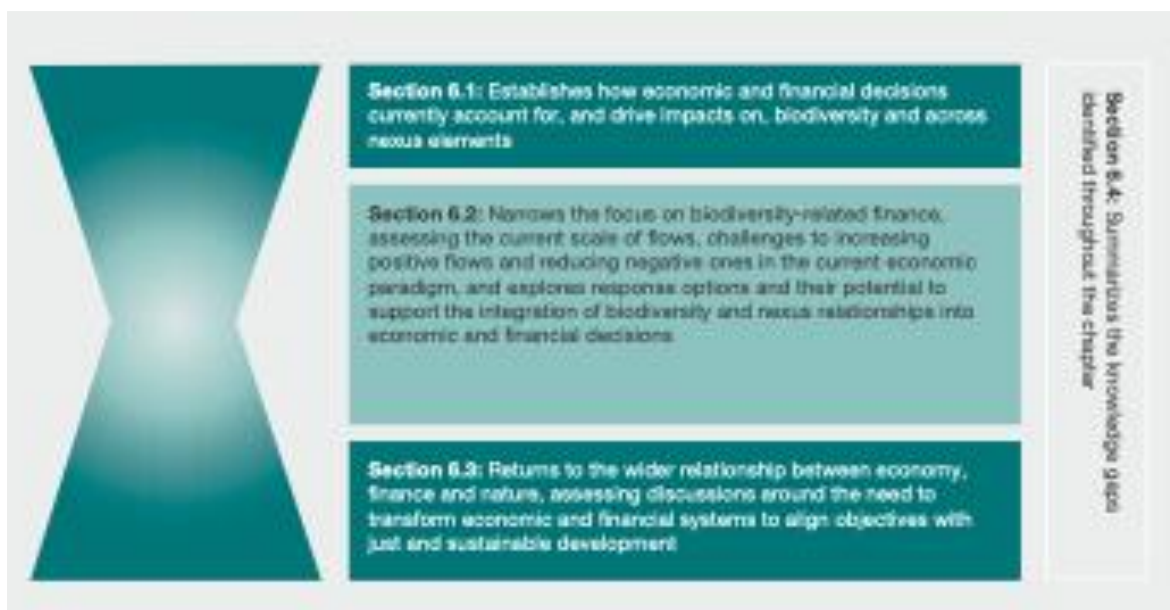 Section 6.1: Establishes how economic and financial decisions
currently account for, and drive impacts on, biodiversity and across
nexus elements
Section 6.2: Narrows the focus on biodiversity-related finance,
assessing the current scale of flows, challenges to increasing
positive flows and reducing negative ones in the current economic
paradigm, and explores response options and their potential to
support the integration of biodiversity and nexus relationships into
economic and financial decisions
Section 6.3: Returns to the wider relationship between economy,
finance and nature, assessing discussions around the need to
transform economic and financial systems to align objectives with
just and sustainable development
Section 6.4: Summarizes the knowledge gaps
identified throughout the chapter